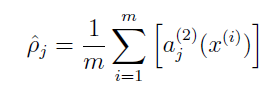 $\hat{\rho}_j = \frac{1}{m} \sum_{i=1}^{m} \left[ a_j^{(2)}(x^{(i)}) \right]$